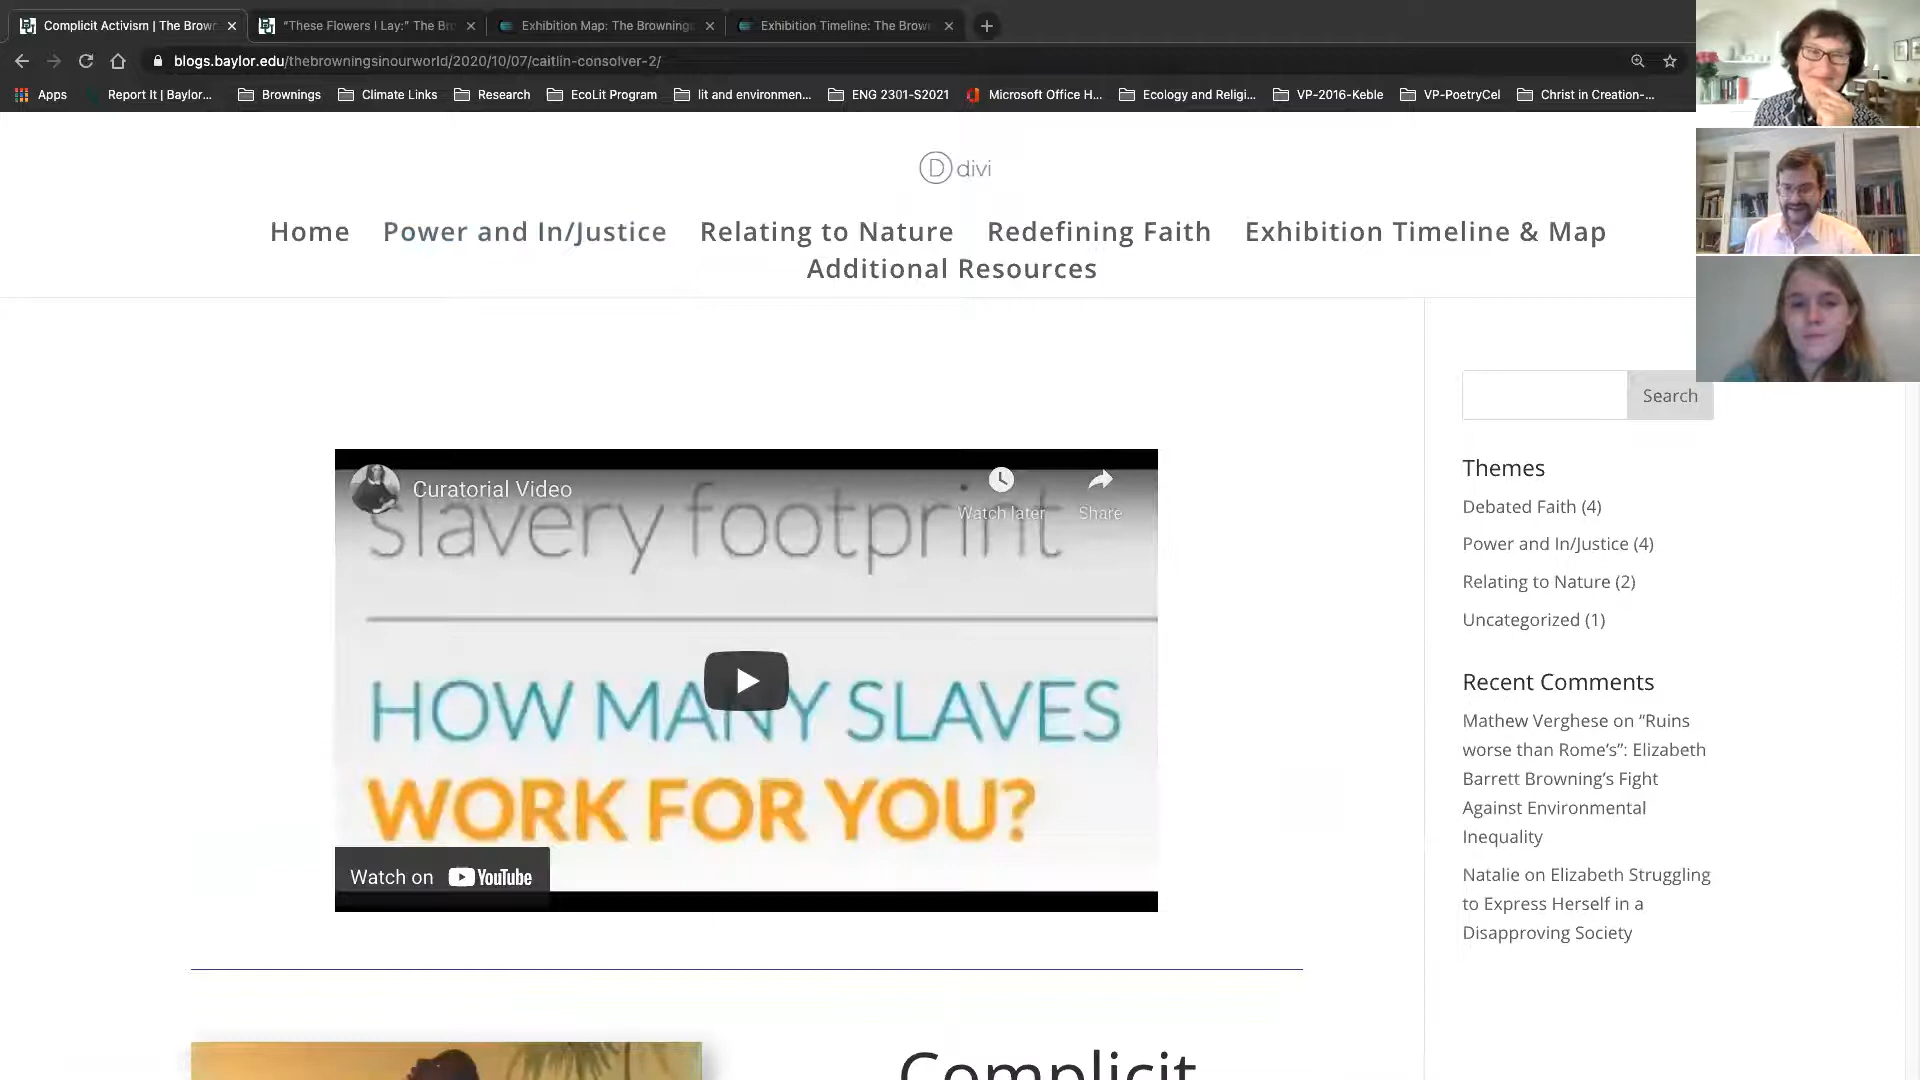 Complicit Activism | The Brow
"These Flowers I Lay:" The Br
Exhibition Map: The Browning
Exhibition Timeline: The Brow
blogs.baylor.edu/thebrowningsinourworld/2020/10/07/caitlin-consolver-2/
Apps
Report It | Baylor...
Brownings
Climate Links
Research
EcoLit Program
lit and environmen...
ENG 2301-S2021
Microsoft Office H...
Ecology and Religi...
VP-2016-Keble
VP-PoetryCel
Christ in Creation-...
D divi
Home
Power and In/Justice
Relating to Nature
Redefining Faith
Exhibition Timeline & Map
Additional Resources
Search
Curatorial Video
Watch later
Share
slavery footprint
HOW MANY SLAVES
WORK FOR YOU?
Watch on YouTube
Themes
Debated Faith (4)
Power and In/Justice (4)
Relating to Nature (2)
Uncategorized (1)
Recent Comments
Mathew Verghese on “Ruins
worse than Rome’s”: Elizabeth
Barrett Browning’s Fight
Against Environmental
Inequality
Natalie on Elizabeth Struggling
to Express Herself in a
Disapproving Society
Complicit